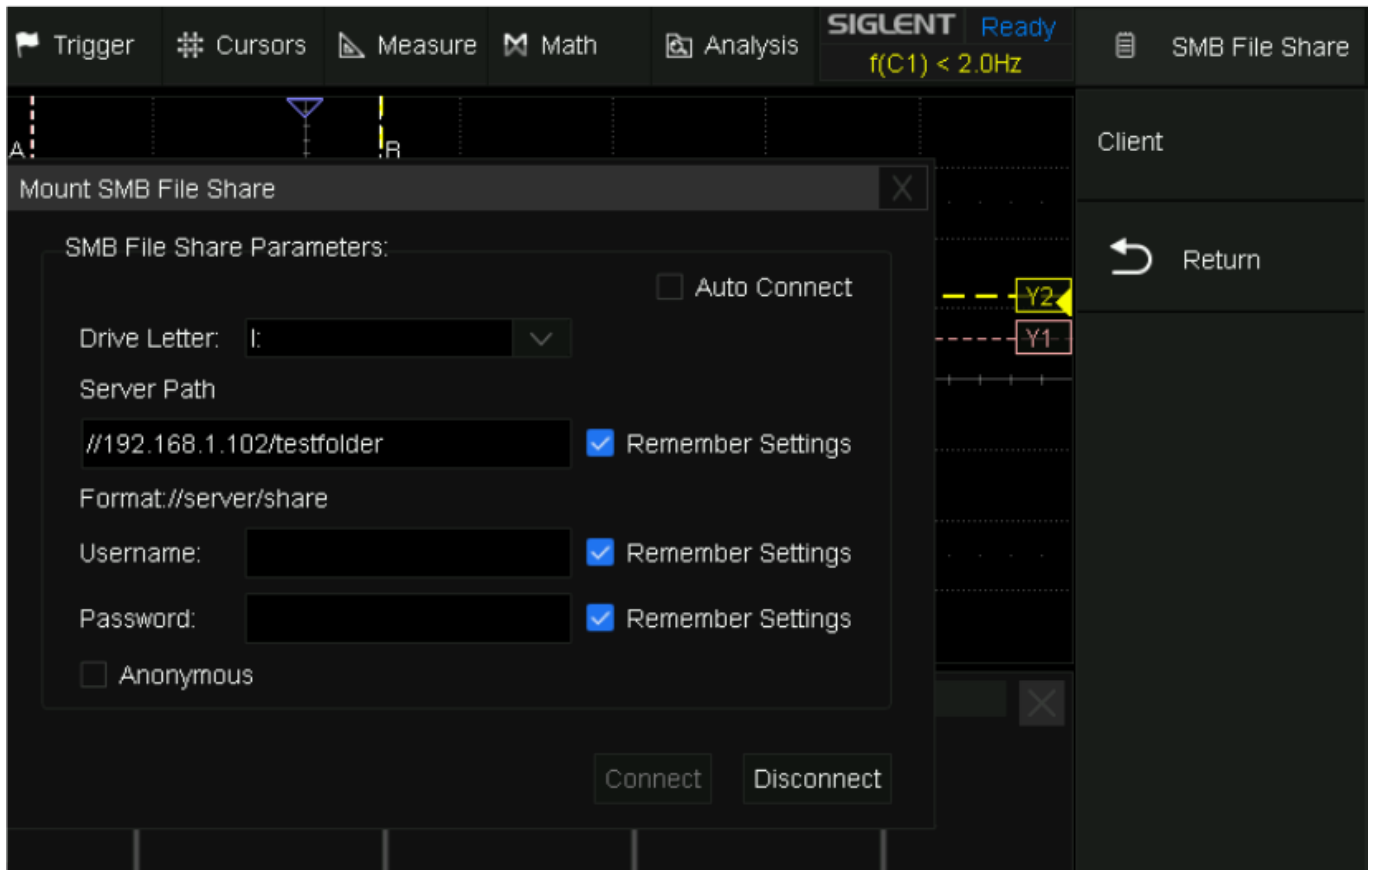 Trigger Cursors Measure Math Analysis SIGLENT Ready SMB File Share
f(C1) < 2.0Hz
Client
A
Mount SMB File Share X
SMB File Share Parameters:
Auto Connect
Return
Y2
Drive Letter: I:
Y1
Server Path
//192.168.1.102/testfolder Remember Settings
Format://server/share
Username: Remember Settings
Password: Remember Settings
Anonymous
Connect Disconnect